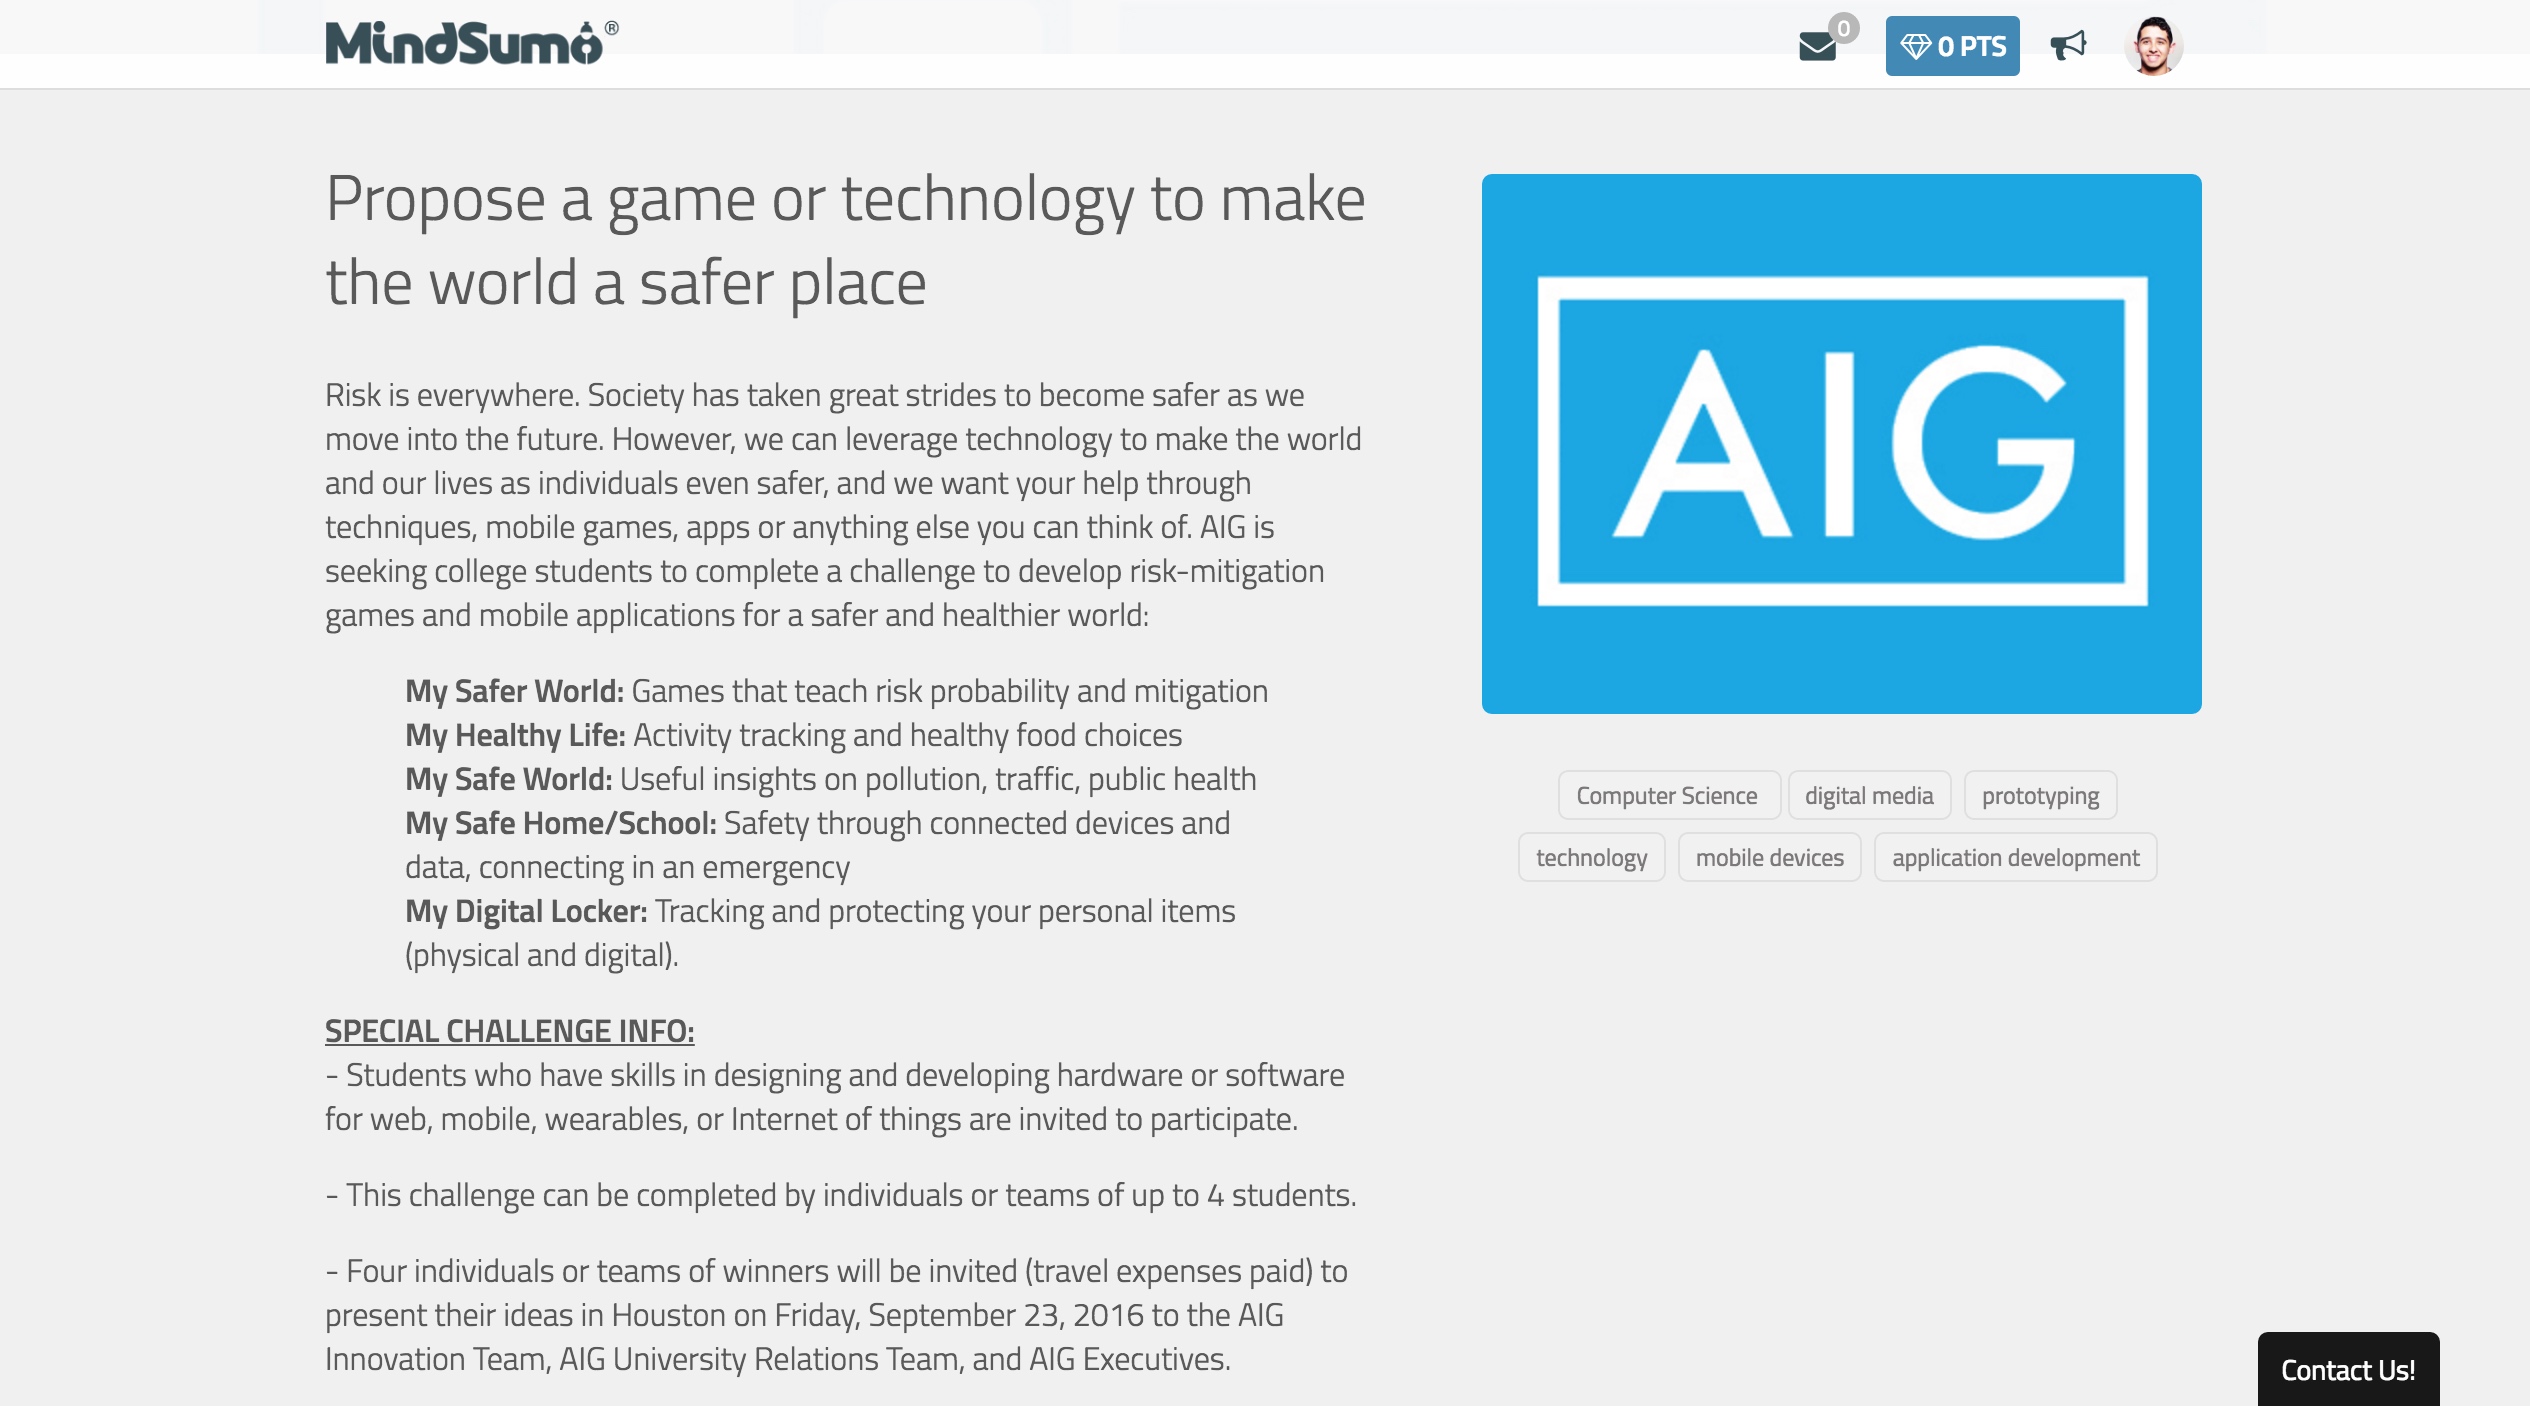 MindSumo®
0
0 PTS
Propose a game or technology to make
the world a safer place
Risk is everywhere. Society has taken great strides to become safer as we
move into the future. However, we can leverage technology to make the world
and our lives as individuals even safer, and we want your help through
techniques, mobile games, apps or anything else you can think of. AIG is
seeking college students to complete a challenge to develop risk-mitigation
games and mobile applications for a safer and healthier world:
My Safer World: Games that teach risk probability and mitigation
My Healthy Life: Activity tracking and healthy food choices
My Safe World: Useful insights on pollution, traffic, public health
My Safe Home/School: Safety through connected devices and
data, connecting in an emergency
My Digital Locker: Tracking and protecting your personal items
(physical and digital).
SPECIAL CHALLENGE INFO:
- Students who have skills in designing and developing hardware or software
for web, mobile, wearables, or Internet of things are invited to participate.
- This challenge can be completed by individuals or teams of up to 4 students.
- Four individuals or teams of winners will be invited (travel expenses paid) to
present their ideas in Houston on Friday, September 23, 2016 to the AIG
Innovation Team, AIG University Relations Team, and AIG Executives.
AIG
Computer Science digital media prototyping
technology mobile devices application development
Contact Us!